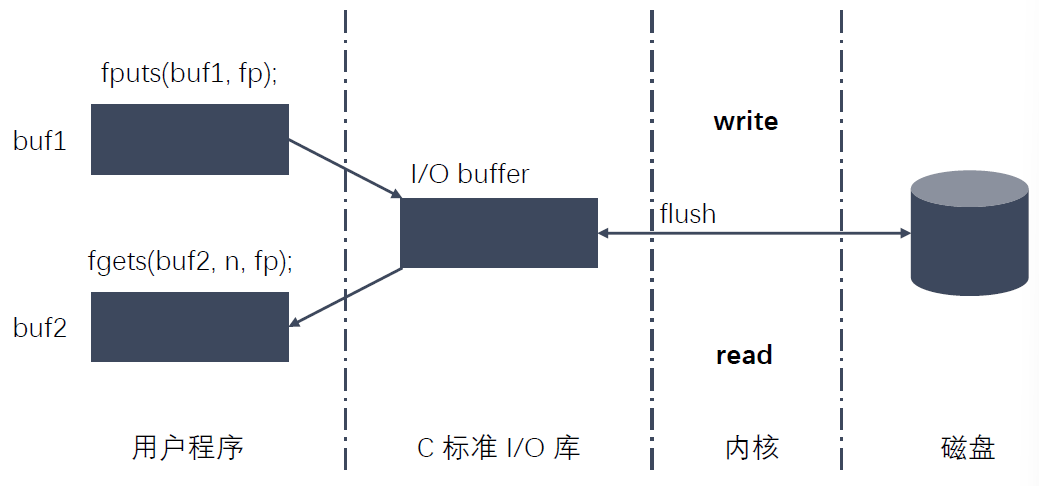 fputs(buf1, fp);
buf1
I/O buffer
write
flush
fgets(buf2, n, fp);
buf2
read
用户程序
C 标准 I/O 库
内核
磁盘